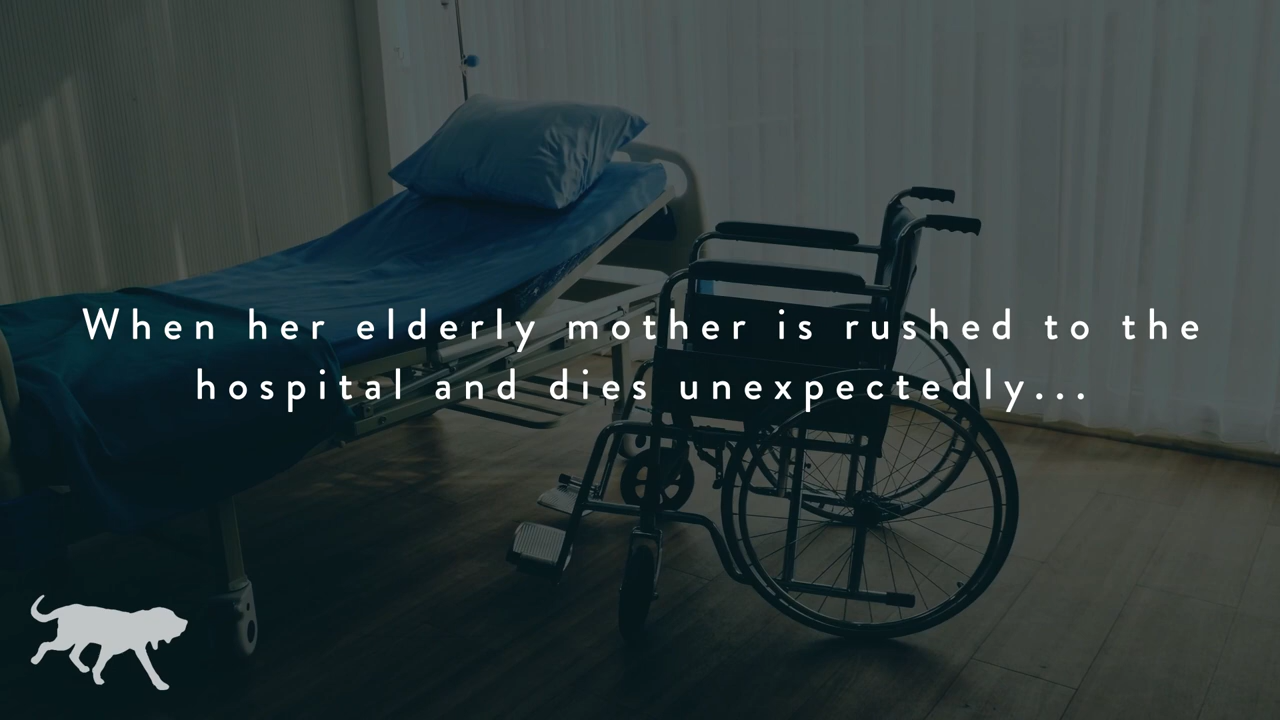 When her elderly mother is rushed to the
hospital and dies unexpectedly...